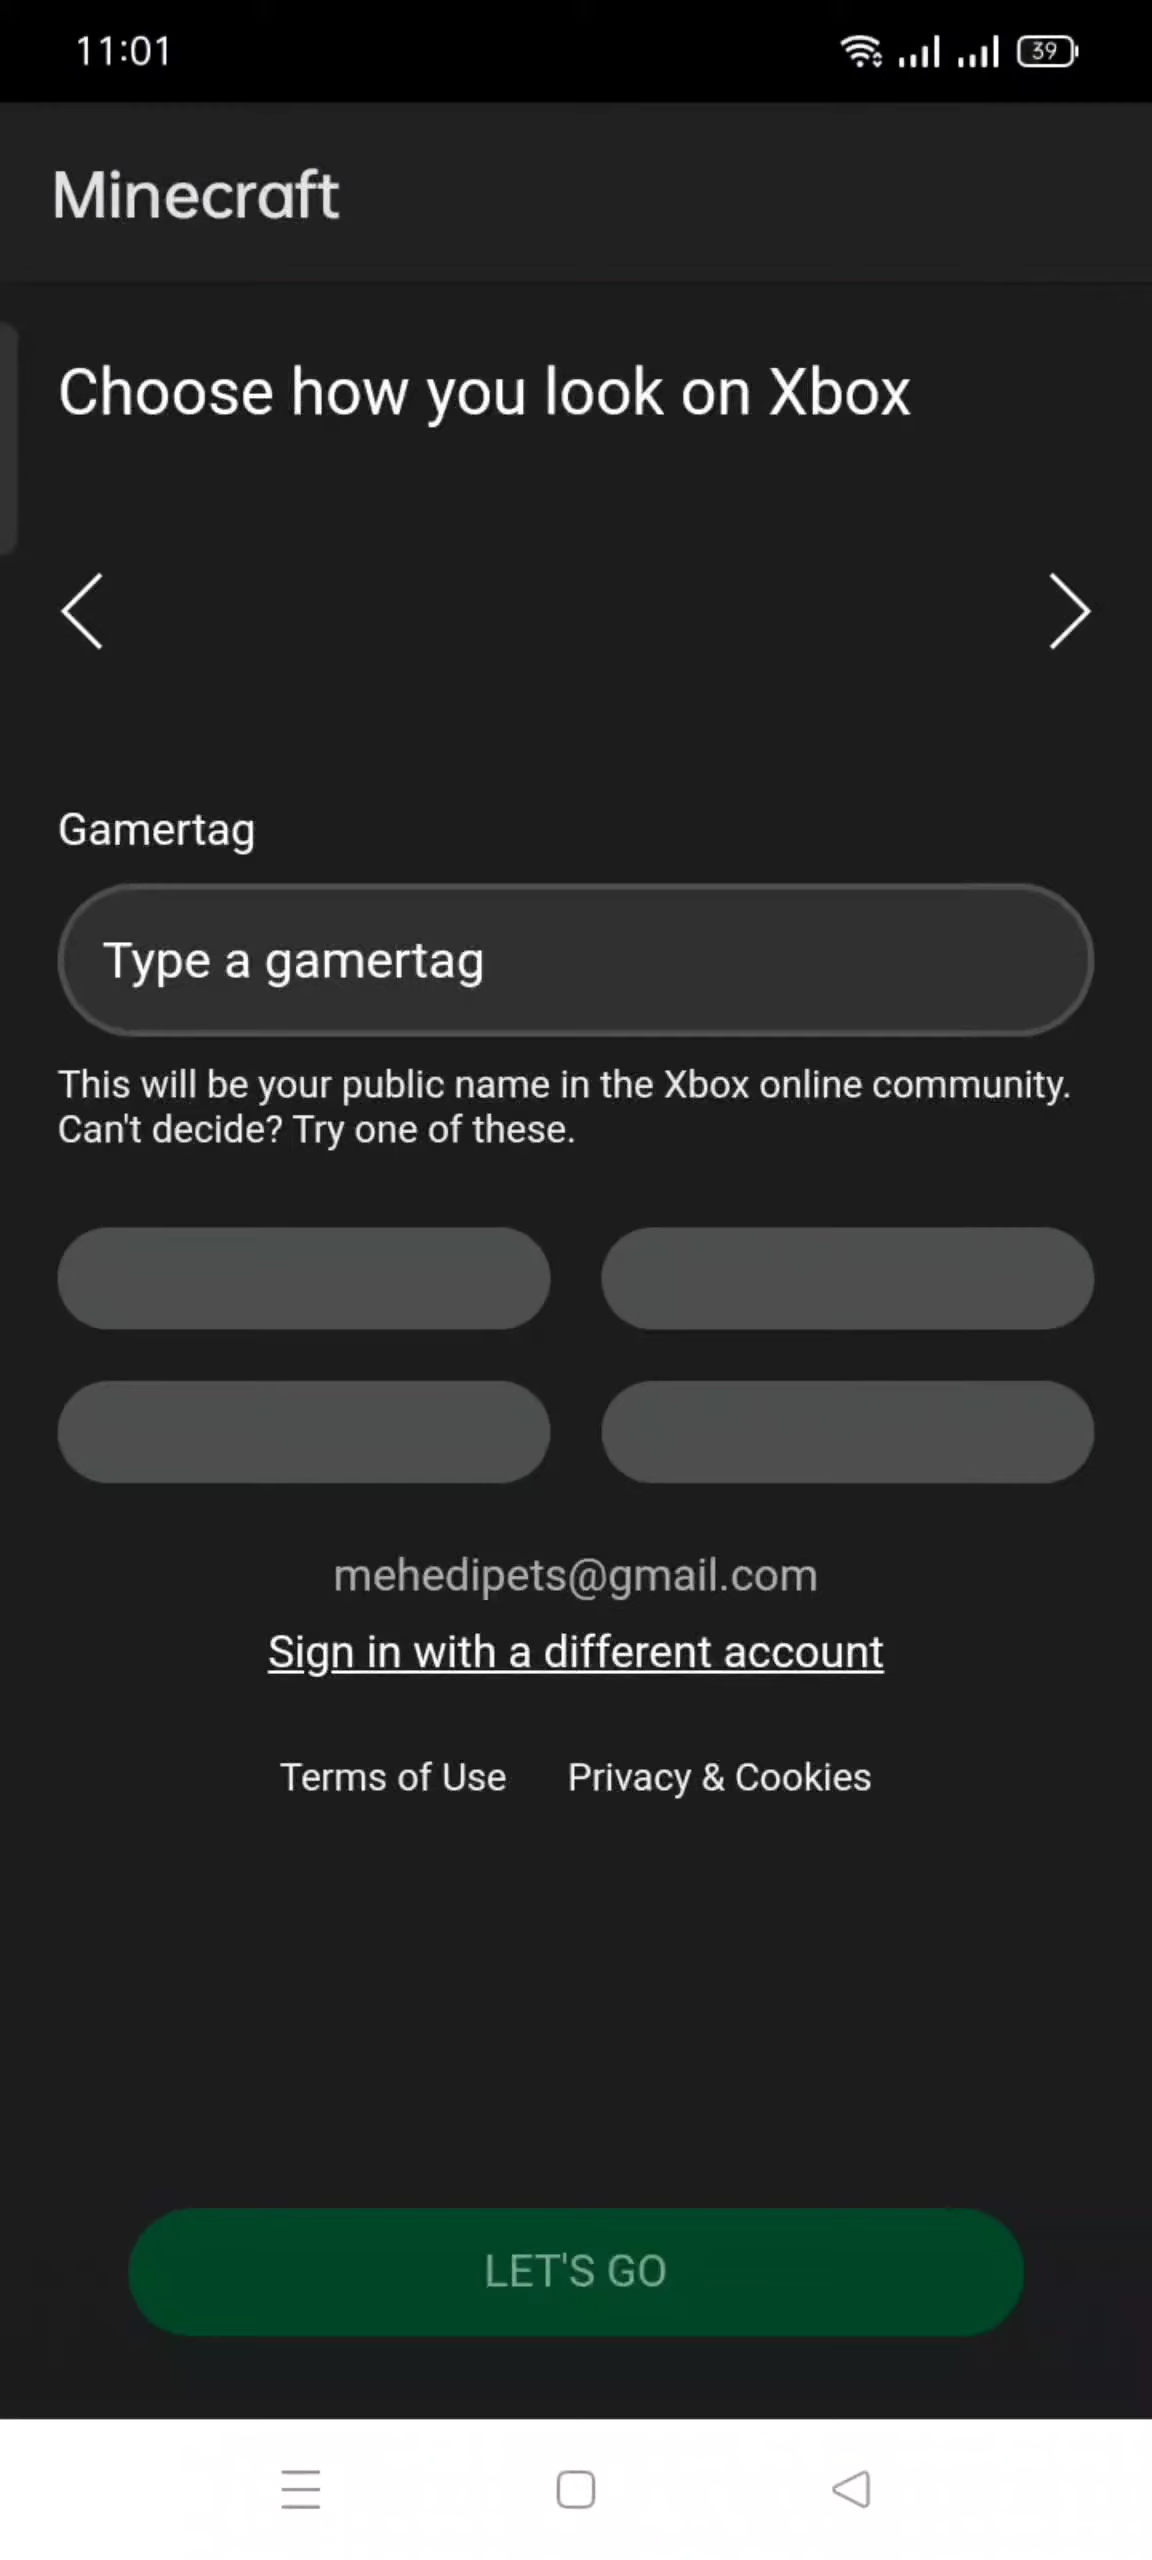 11:01
39
Minecraft
Choose how you look on Xbox
Gamertag
Type a gamertag
This will be your public name in the Xbox online community.
Can't decide? Try one of these.
mehedipets@gmail.com
Sign in with a different account
Terms of Use Privacy & Cookies
LET'S GO